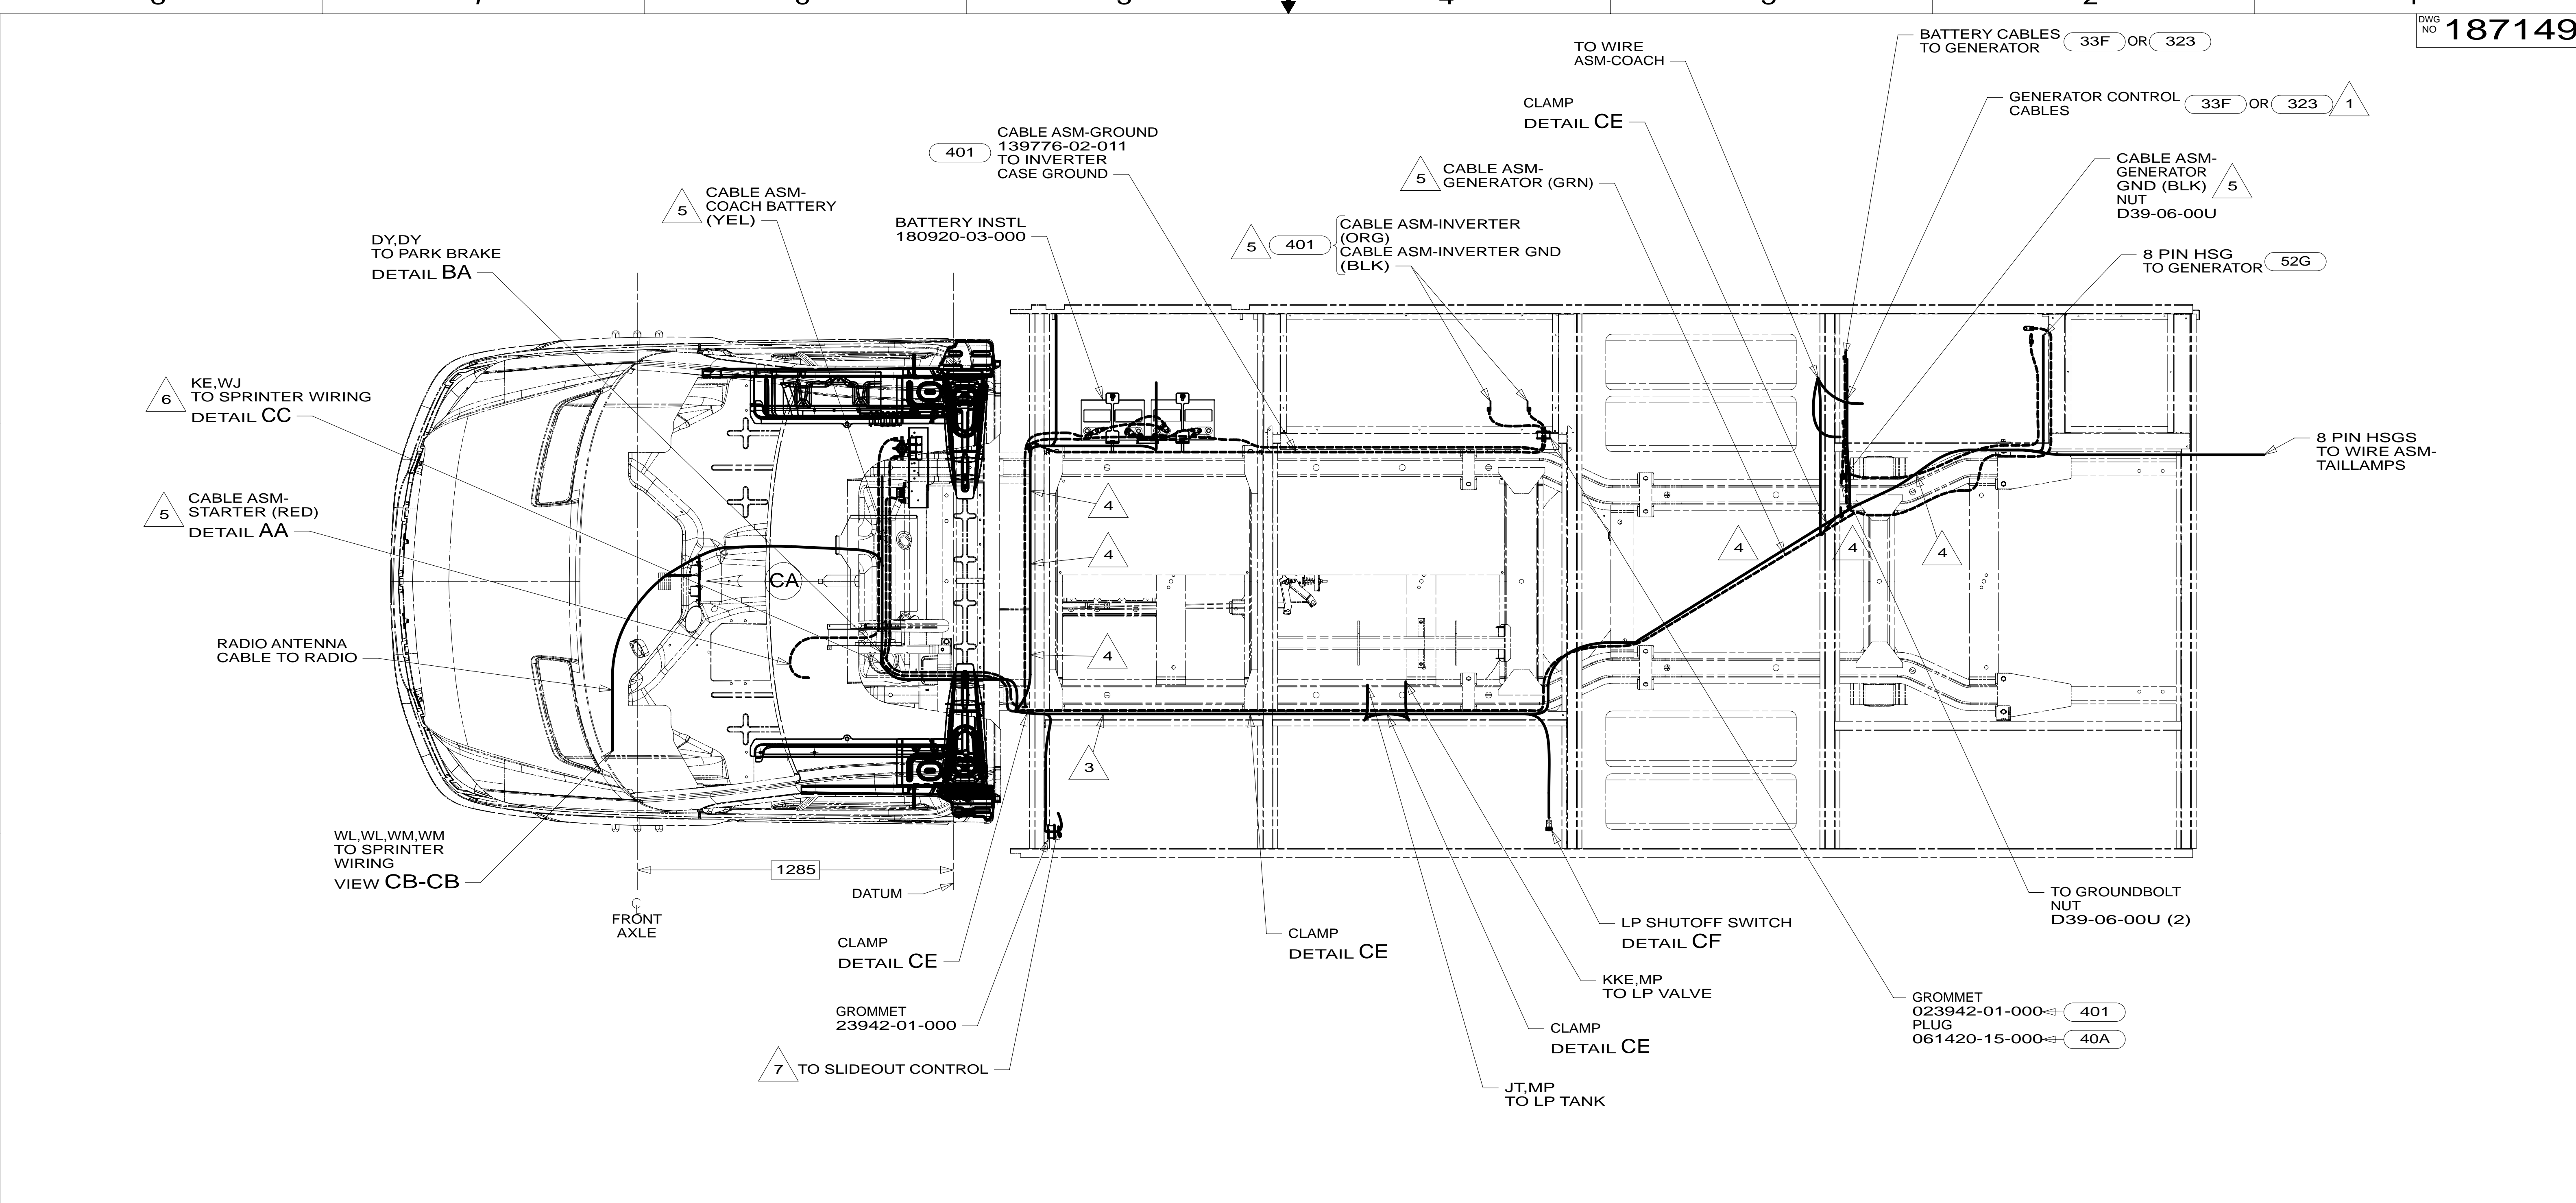 DWG
NO 187149
BATTERY CABLES
TO GENERATOR 33F OR 323
TO WIRE
ASM-COACH
GENERATOR CONTROL
CABLES 33F OR 323 1
CLAMP
DETAIL CE
CABLE ASM-GROUND
139776-02-011
TO INVERTER
CASE GROUND
401
5 CABLE ASM-
GENERATOR (GRN)
CABLE ASM-
GENERATOR
GND (BLK) 5
NUT
D39-06-00U
5 CABLE ASM-
COACH BATTERY
(YEL)
BATTERY INSTL
180920-03-000
5 401
CABLE ASM-INVERTER
(ORG)
CABLE ASM-INVERTER GND
(BLK)
DY,DY
TO PARK BRAKE
DETAIL BA
8 PIN HSG
TO GENERATOR 52G
6 KE,WJ
TO SPRINTER WIRING
DETAIL CC
8 PIN HSGS
TO WIRE ASM-
TAILLAMPS
5 CABLE ASM-
STARTER (RED)
DETAIL AA
4
4
4
4
4
4
CA
RADIO ANTENNA
CABLE TO RADIO
3
WL,WL,WM,WM
TO SPRINTER
WIRING
VIEW CB-CB
1285
DATUM
FRONT
AXLE
CLAMP
DETAIL CE
CLAMP
DETAIL CE
LP SHUTOFF SWITCH
DETAIL CF
TO GROUNDBOLT
NUT
D39-06-00U (2)
KKE,MP
TO LP VALVE
GROMMET
23942-01-000
CLAMP
DETAIL CE
GROMMET
023942-01-000 401
PLUG
061420-15-000 40A
7 TO SLIDEOUT CONTROL
JT,MP
TO LP TANK